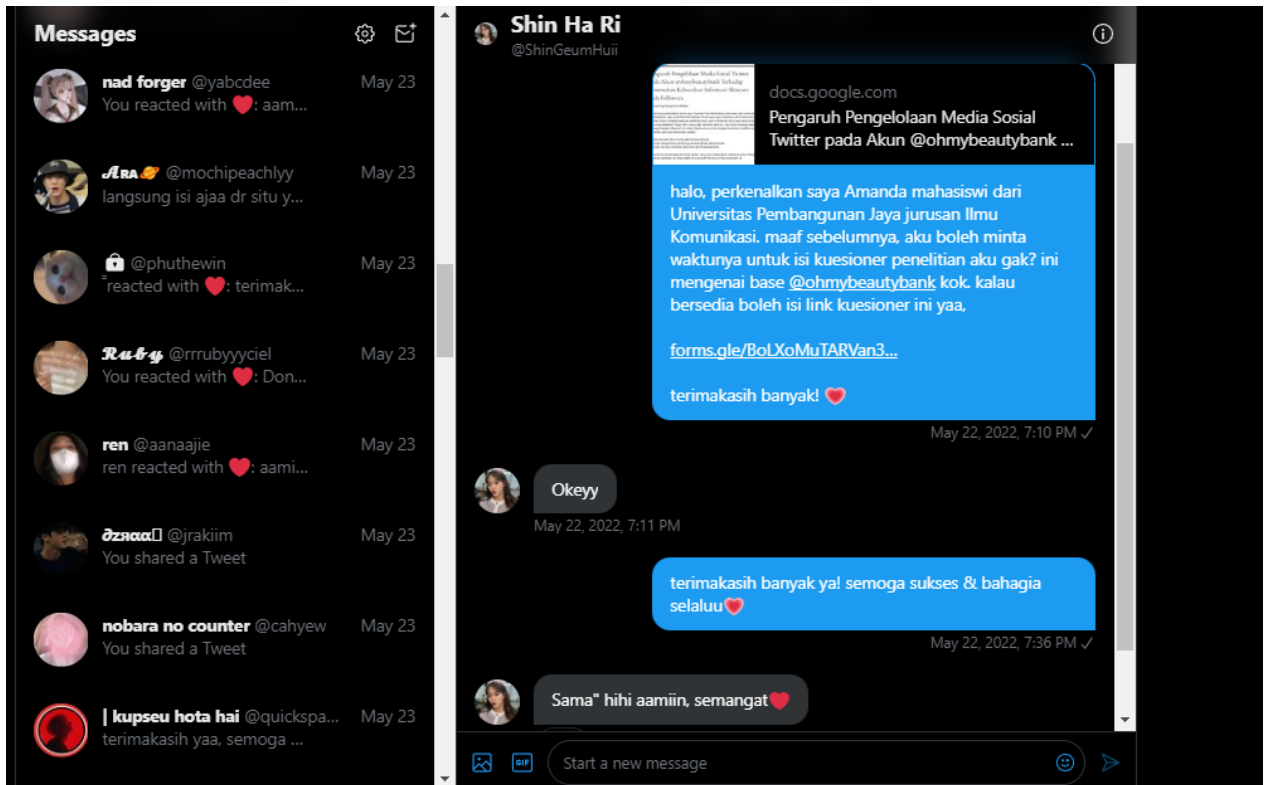 Messages
nad forger @yabcdee May 23
You reacted with ❤️: aam...
𝓐RA🪐 @mochipeachlyy May 23
langsung isi ajaa dr situ y...
🔒 @phuthewin May 23
reacted with ❤️: terimak...
𝓡𝓾𝓫𝔂 @rrrubyyyciel May 23
You reacted with ❤️: Don...
ren @aanaajie May 23
ren reacted with ❤️: aami...
@jrakiim May 23
You shared a Tweet
nobara no counter @cahyew May 23
You shared a Tweet
| kupseu hota hai @quickspa... May 23
terimakasih yaa, semoga ...
Shin Ha Ri
@ShinGeumHuii
docs.google.com
Pengaruh Pengelolaan Media Sosial
Twitter pada Akun @ohmybeautybank ...
halo, perkenalkan saya Amanda mahasiswi dari
Universitas Pembangunan Jaya jurusan Ilmu
Komunikasi. maaf sebelumnya, aku boleh minta
waktunya untuk isi kuesioner penelitian aku gak? ini
mengenai base @ohmybeautybank kok. kalau
bersedia boleh isi link kuesioner ini yaa,
forms.gle/BoLXoMuTARVan3...
terimakasih banyak! 💗
May 22, 2022, 7:10 PM ✓
Okeyy
May 22, 2022, 7:11 PM
terimakasih banyak ya! semoga sukses & bahagia
selaluu💗
May 22, 2022, 7:36 PM ✓
Sama" hihi aamiin, semangat❤️
GIF
Start a new message